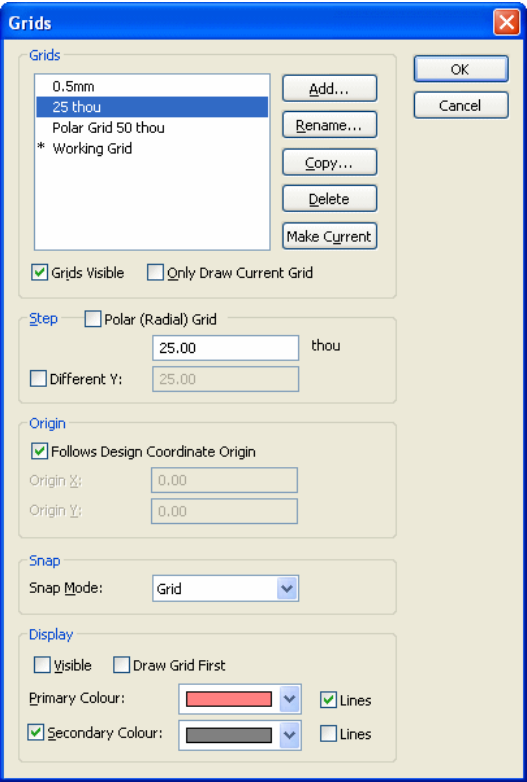 Grids
Grids
OK
Cancel
0.5mm
25 thou
Polar Grid 50 thou
* Working Grid
Add...
Rename...
Copy...
Delete
Make Current
Grids Visible
Only Draw Current Grid
Step
Polar (Radial) Grid
25.00
thou
Different Y:
25.00
Origin
Follows Design Coordinate Origin
Origin X:
0.00
Origin Y:
0.00
Snap
Snap Mode:
Grid
Display
Visible
Draw Grid First
Primary Colour:
Lines
Secondary Colour:
Lines